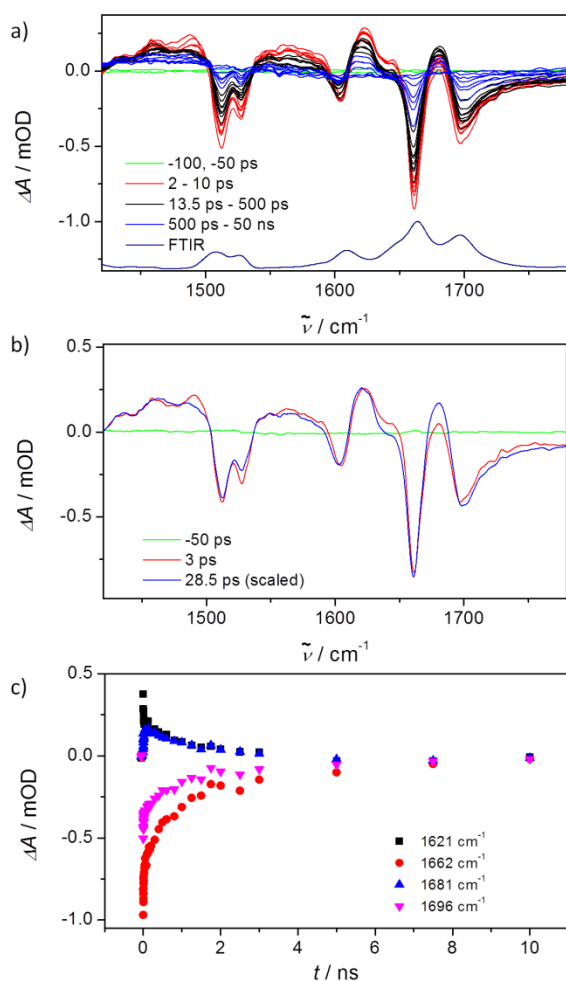 a)
0.0
-0.5
-1.0
ΔA / mOD
-100, -50 ps
2 - 10 ps
13.5 ps - 500 ps
500 ps - 50 ns
FTIR
1500 1600 1700
ν̃ / cm⁻¹
b)
0.5
0.0
-0.5
ΔA / mOD
-50 ps
3 ps
28.5 ps (scaled)
1500 1600 1700
ν̃ / cm⁻¹
c)
0.5
0.0
-0.5
-1.0
ΔA / mOD
1621 cm⁻¹
1662 cm⁻¹
1681 cm⁻¹
1696 cm⁻¹
0 2 4 6 8 10
t / ns